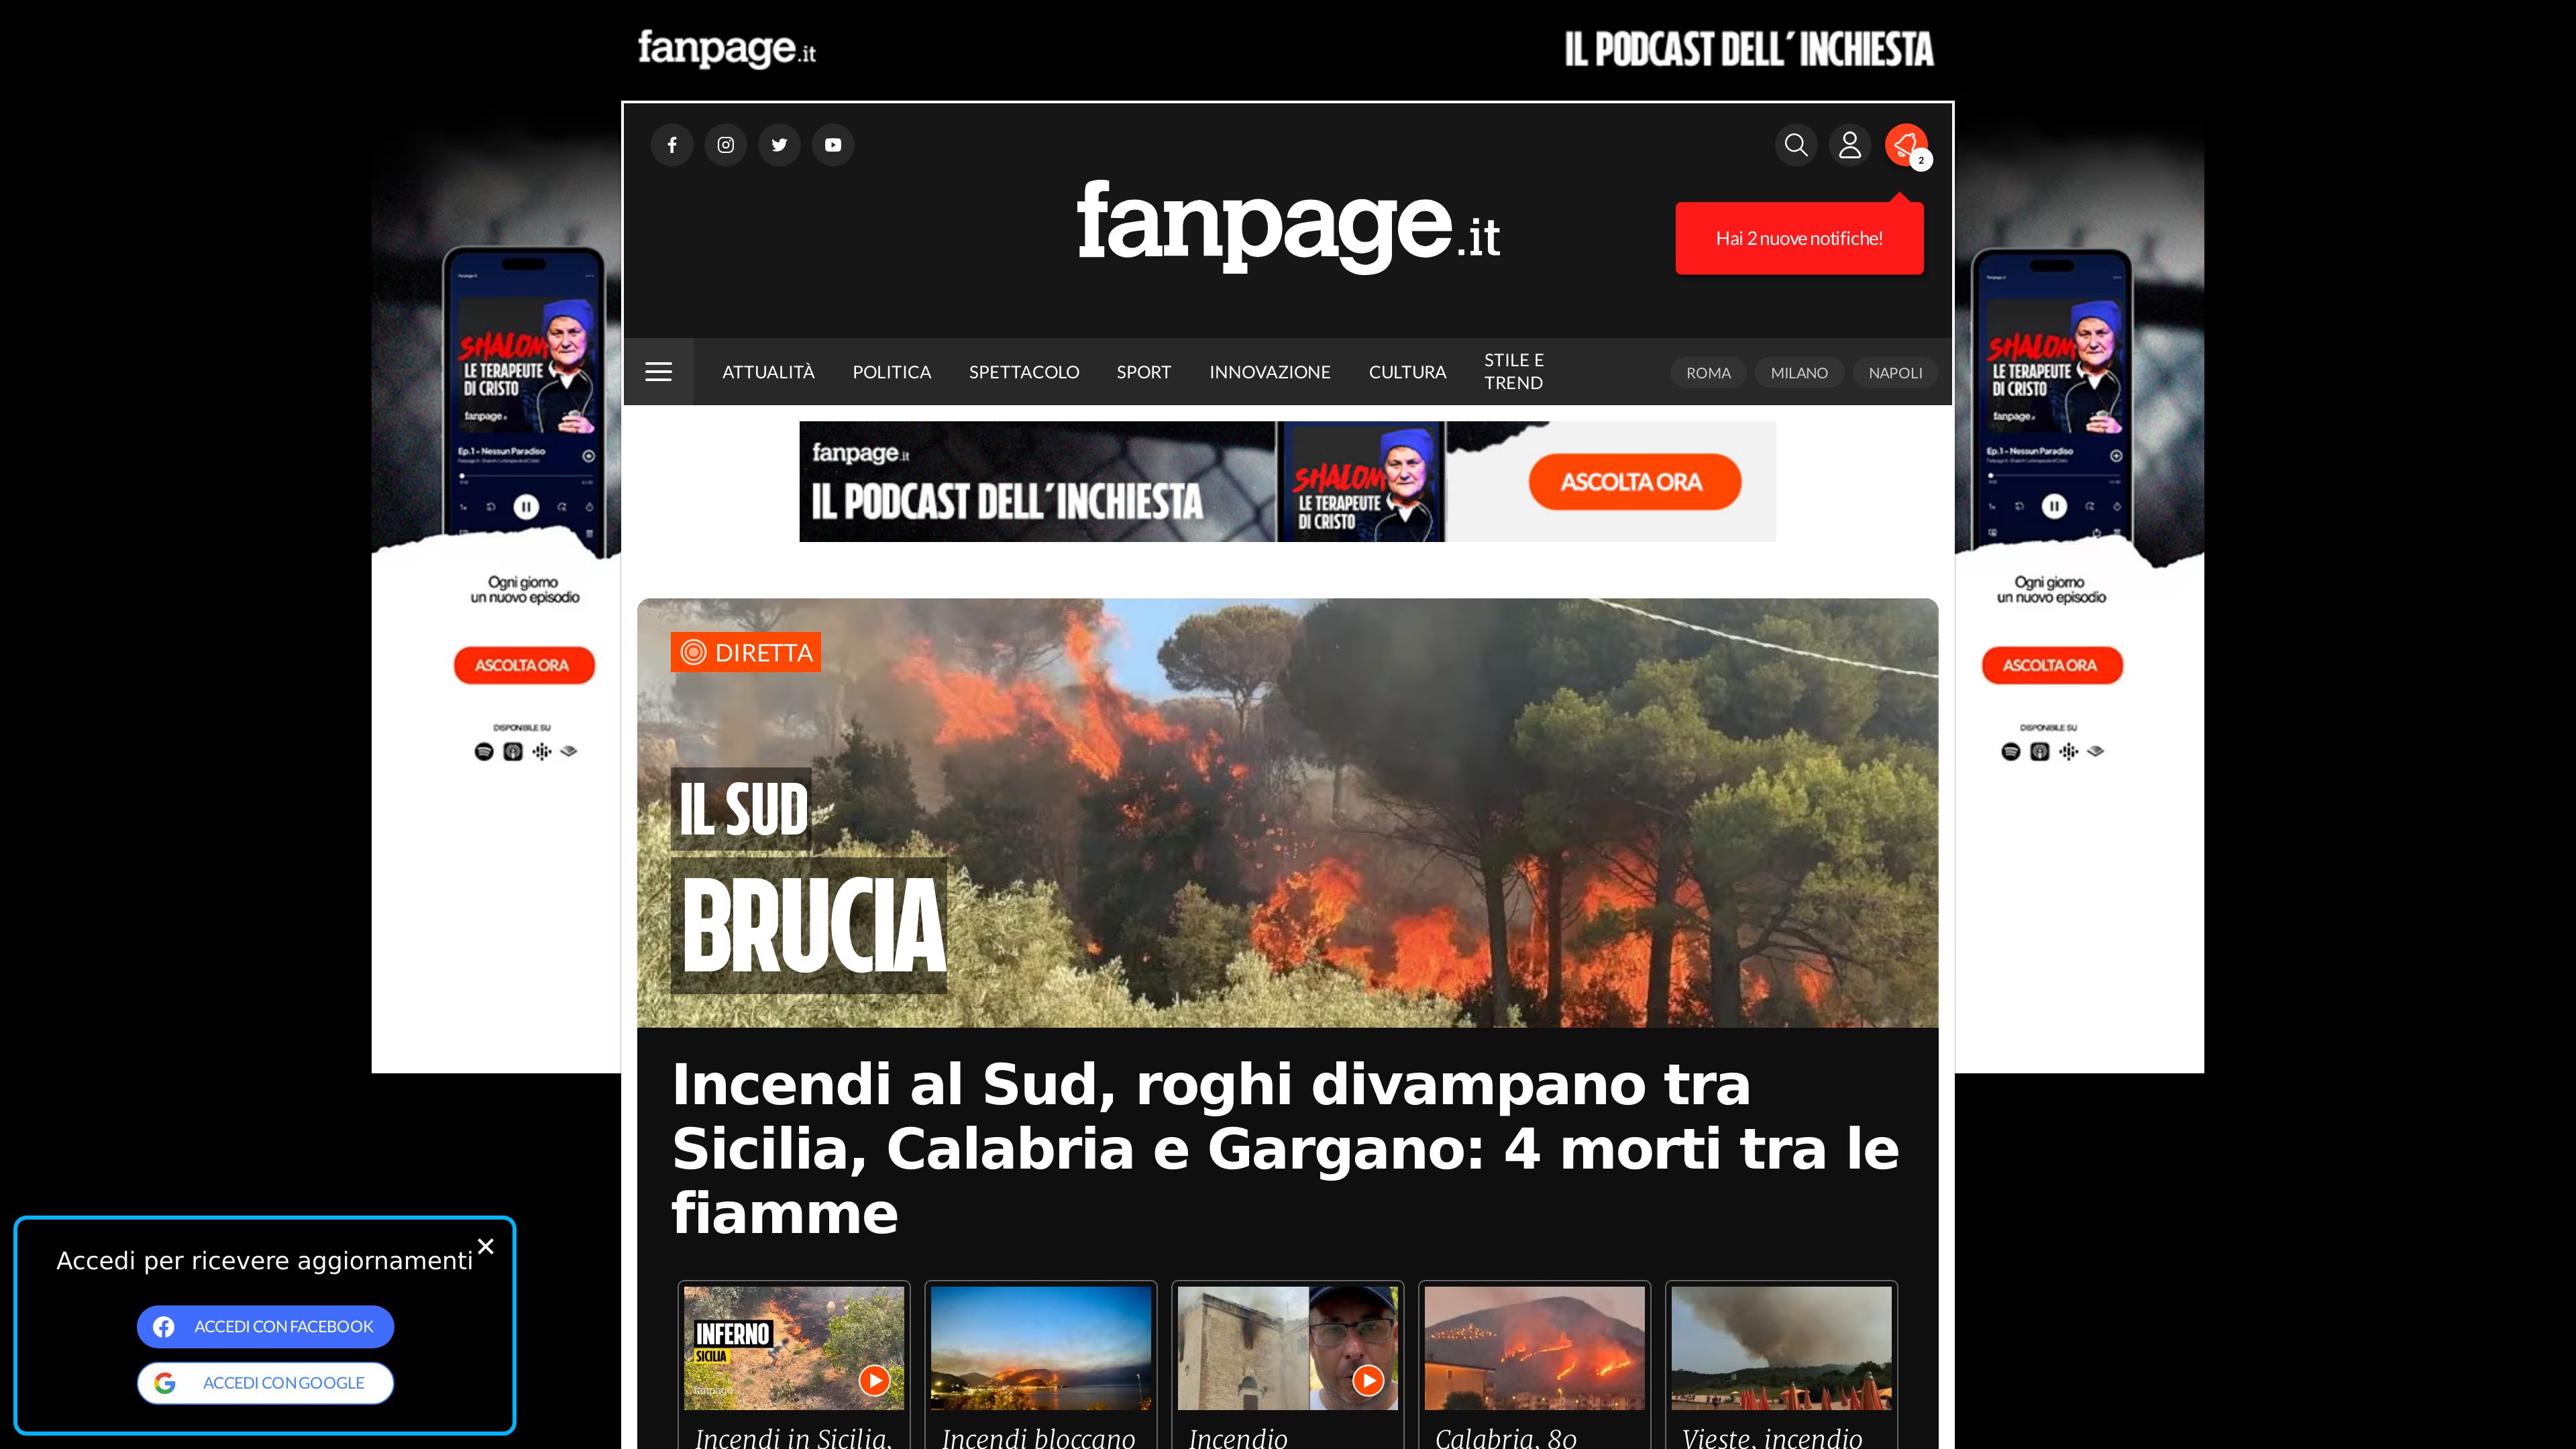 fanpage.it
IL PODCAST DELL'INCHIESTA
2
fanpage.it
Hai 2 nuove notifiche!
ATTUALITÀ
POLITICA
SPETTACOLO
SPORT
INNOVAZIONE
CULTURA
STILE E
TREND
ROMA
MILANO
NAPOLI
fanpage.it
IL PODCAST DELL'INCHIESTA
SHALOM
LE TERAPEUTE
DI CRISTO
ASCOLTA ORA
Fanpage.it
SHALOM
LE TERAPEUTE
DI CRISTO
fanpage.it
Ep.1 - Nessun Paradiso
Ogni giorno
un nuovo episodio
ASCOLTA ORA
DISPONIBILE SU
Fanpage.it
SHALOM
LE TERAPEUTE
DI CRISTO
fanpage.it
Ep.1 - Nessun Paradiso
Ogni giorno
un nuovo episodio
ASCOLTA ORA
DISPONIBILE SU
DIRETTA
IL SUD
BRUCIA
Incendi al Sud, roghi divampano tra
Sicilia, Calabria e Gargano: 4 morti tra le
fiamme
INFERNO
SICILIA
fanpage
Incendi in Sicilia,
Incendi bloccano
Incendio
Calabria, 80
Vieste, incendio
Accedi per ricevere aggiornamenti
ACCEDI CON FACEBOOK
ACCEDI CON GOOGLE